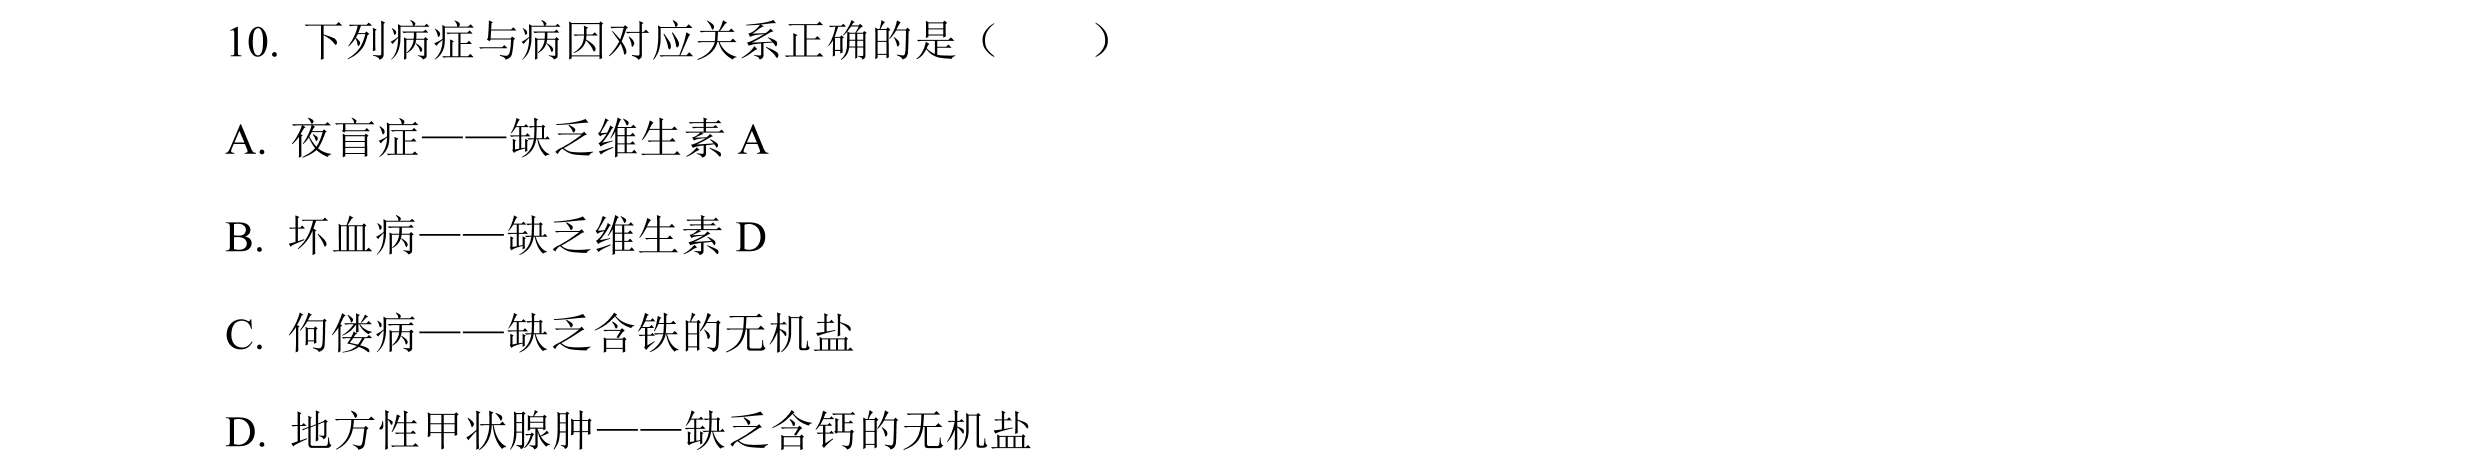 10. 下列病症与病因对应关系正确的是（　　）
A. 夜盲症——缺乏维生素 A
B. 坏血病——缺乏维生素 D
C. 佝偻病——缺乏含铁的无机盐
D. 地方性甲状腺肿——缺乏含钙的无机盐